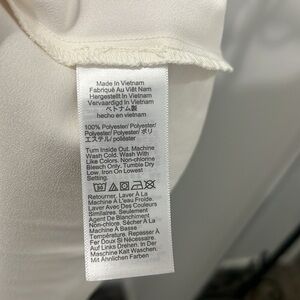 Made In Vietnam
Fabriqué Au Viêt Nam
Hergestellt In Vietnam
Vervaardigd In Vietnam
ベトナム製
hecho en vietnam
100% Polyester/Polyester/
Polyester/Polyester/ ポリ
エステル/ poliéster
Turn Inside Out. Machine
Wash Cold. Wash With
Like Colors. Non-chlorine
Bleach Only. Tumble Dry
Low. Iron On Lowest
Setting.
Retourner, Laver À La
Machine À L'eau Froide.
Laver Avec Des Couleurs
Similaires. Seulement
Agent De Blanchiment
Non-chloré. Sécher À La
Machine À Basse
Température. Repasser À
Fer Doux Si Nécessaire.
Auf Links Drehen. In Der
Maschine Kalt Waschen.
Mit Ähnlichen Farben